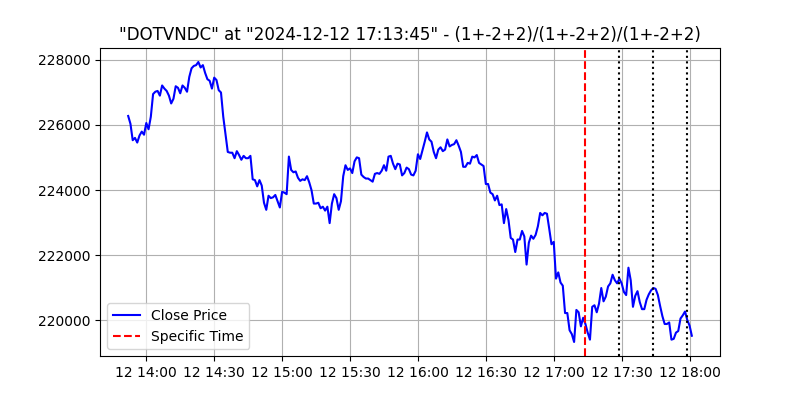 "DOTVNDC" at "2024-12-12 17:13:45" - (1+-2+2)/(1+-2+2)/(1+-2+2)
228000
226000
224000
222000
220000
Close Price
Specific Time
12 14:00 12 14:30 12 15:00 12 15:30 12 16:00 12 16:30 12 17:00 12 17:30 12 18:00